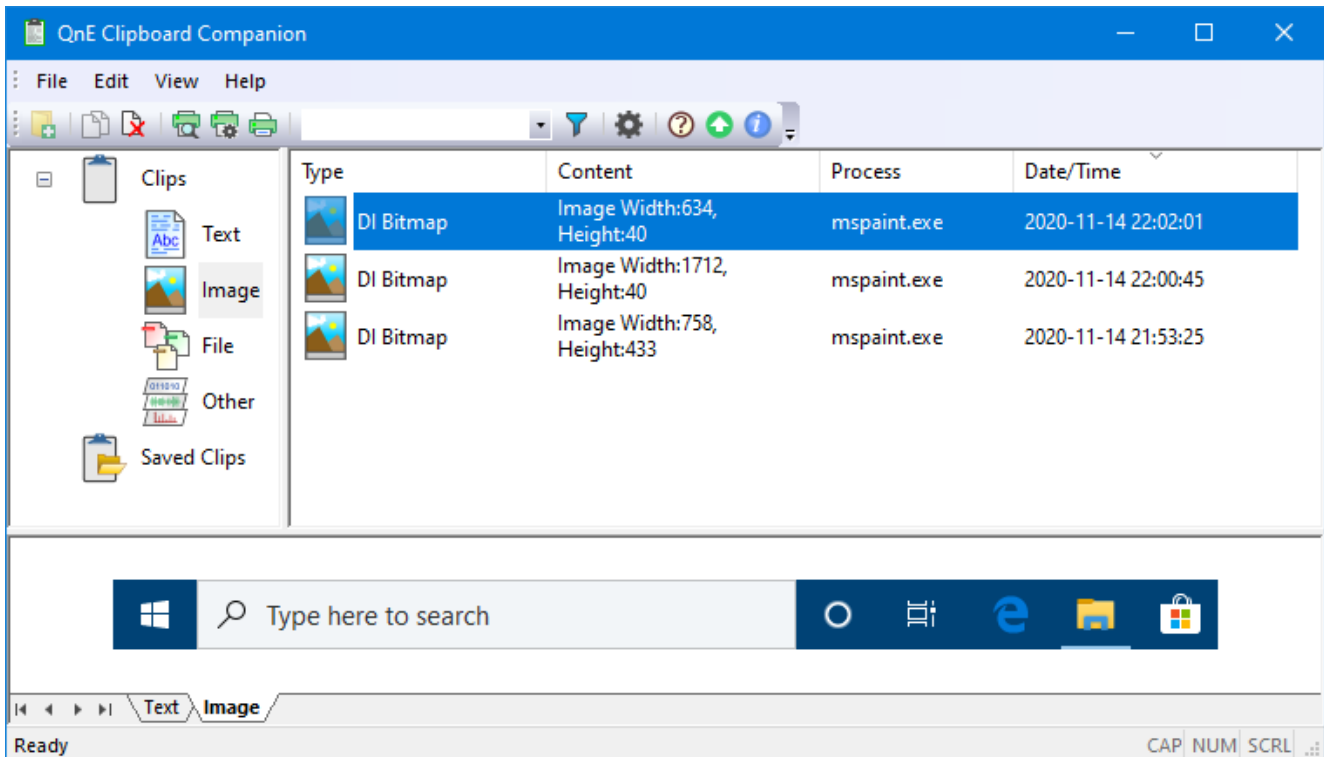 QnE Clipboard Companion
File Edit View Help
Clips
Text
Abc
Image
File
011010
Other
Saved Clips
Type Content Process Date/Time
DI Bitmap Image Width:634, Height:40 mspaint.exe 2020-11-14 22:02:01
DI Bitmap Image Width:1712, Height:40 mspaint.exe 2020-11-14 22:00:45
DI Bitmap Image Width:758, Height:433 mspaint.exe 2020-11-14 21:53:25
Type here to search
Text Image
Ready CAP NUM SCRL